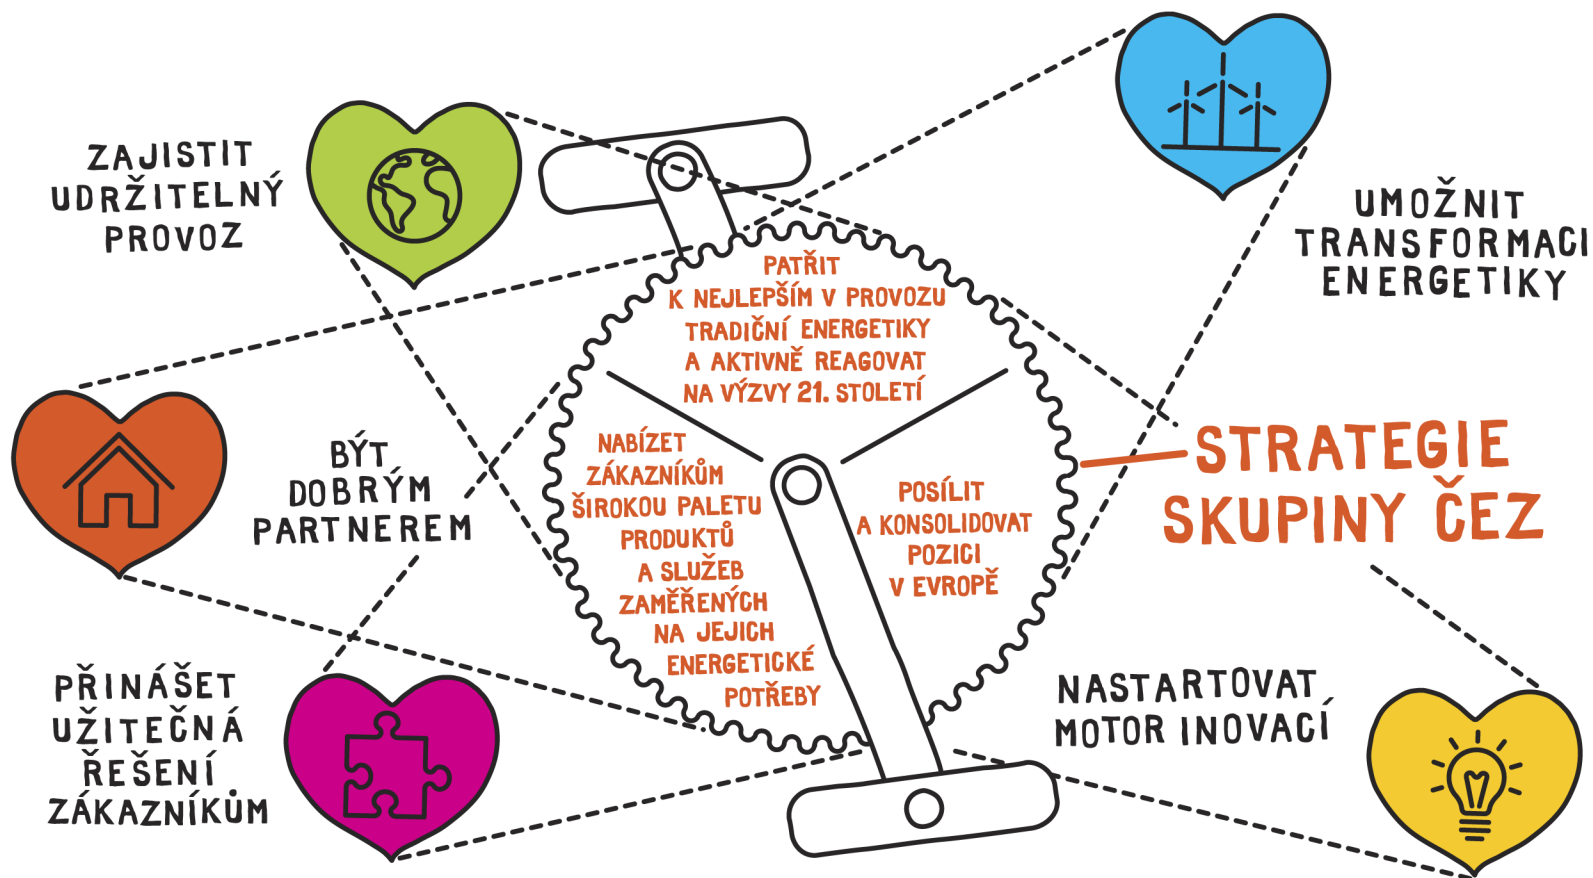 ZAJISTIT
UDRŽITELNÝ
PROVOZ
UMOŽNIT
TRANSFORMACI
ENERGETIKY
PATŘIT
K NEJLEPŠÍM V PROVOZU
TRADIČNÍ ENERGETIKY
A AKTIVNĚ REAGOVAT
NA VÝZVY 21. STOLETÍ
BÝT
DOBRÝM
PARTNEREM
NABÍZET
ZÁKAZNÍKŮM
ŠIROKOU PALETU
PRODUKTŮ
A SLUŽEB
ZAMĚŘENÝCH
NA JEJICH
ENERGETICKÉ
POTŘEBY
POSÍLIT
A KONSOLIDOVAT
POZICI
V EVROPĚ
STRATEGIE
SKUPINY ČEZ
PŘINÁŠET
UŽITEČNÁ
ŘEŠENÍ
ZÁKAZNÍKŮM
NASTARTOVAT
MOTOR INOVACÍ